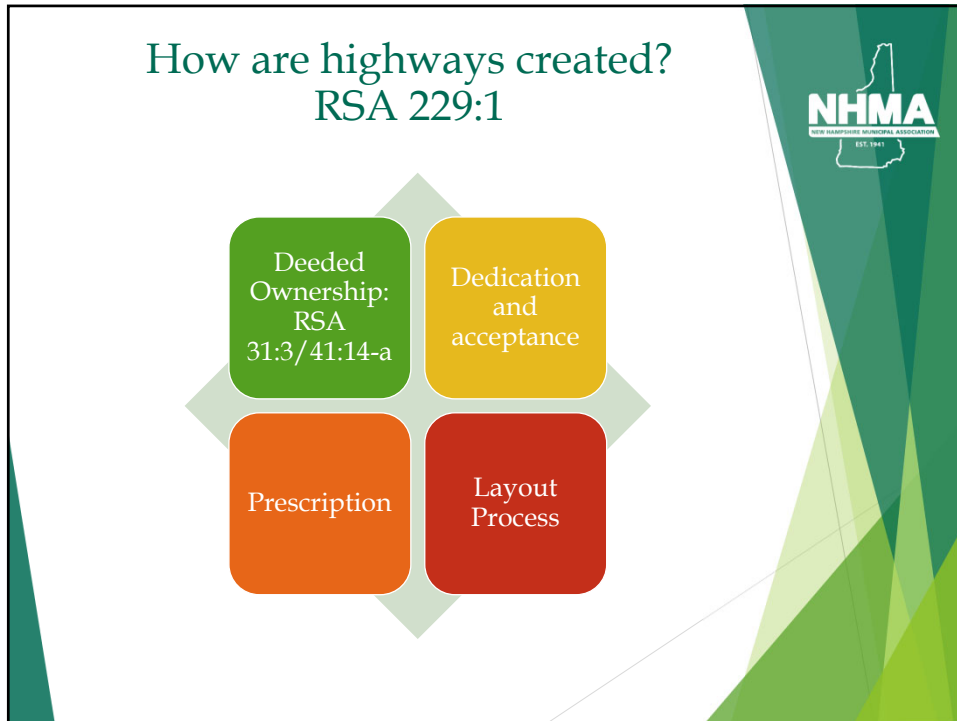 How are highways created?
RSA 229:1
NHMA
NEW HAMPSHIRE MUNICIPAL ASSOCIATION
EST. 1941
Deeded
Ownership:
RSA
31:3/41:14-a
Dedication
and
acceptance
Prescription
Layout
Process